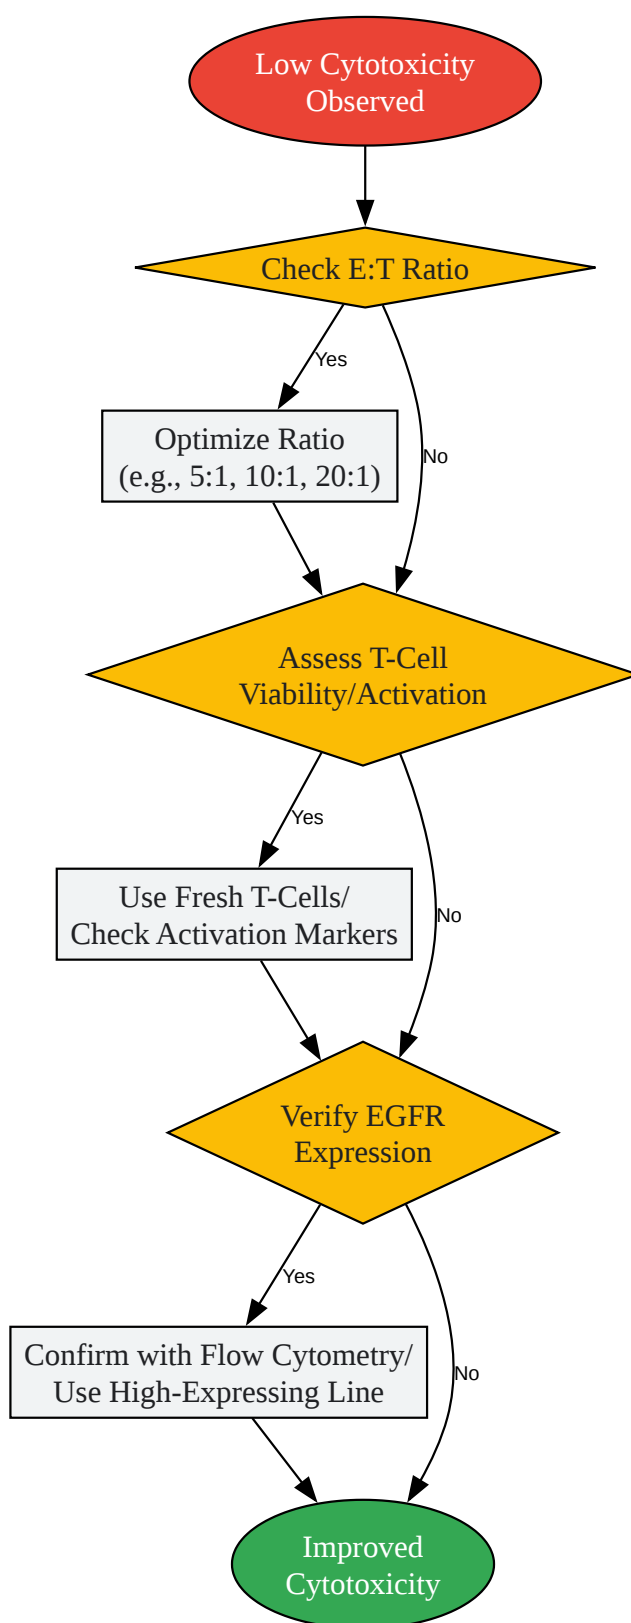 Low Cytotoxicity
Observed
Check E:T Ratio
Yes
Optimize Ratio
(e.g., 5:1, 10:1, 20:1)
No
Assess T-Cell
Viability/Activation
Yes
Use Fresh T-Cells/
Check Activation Markers
No
Verify EGFR
Expression
Yes
Confirm with Flow Cytometry/
Use High-Expressing Line
No
Improved
Cytotoxicity